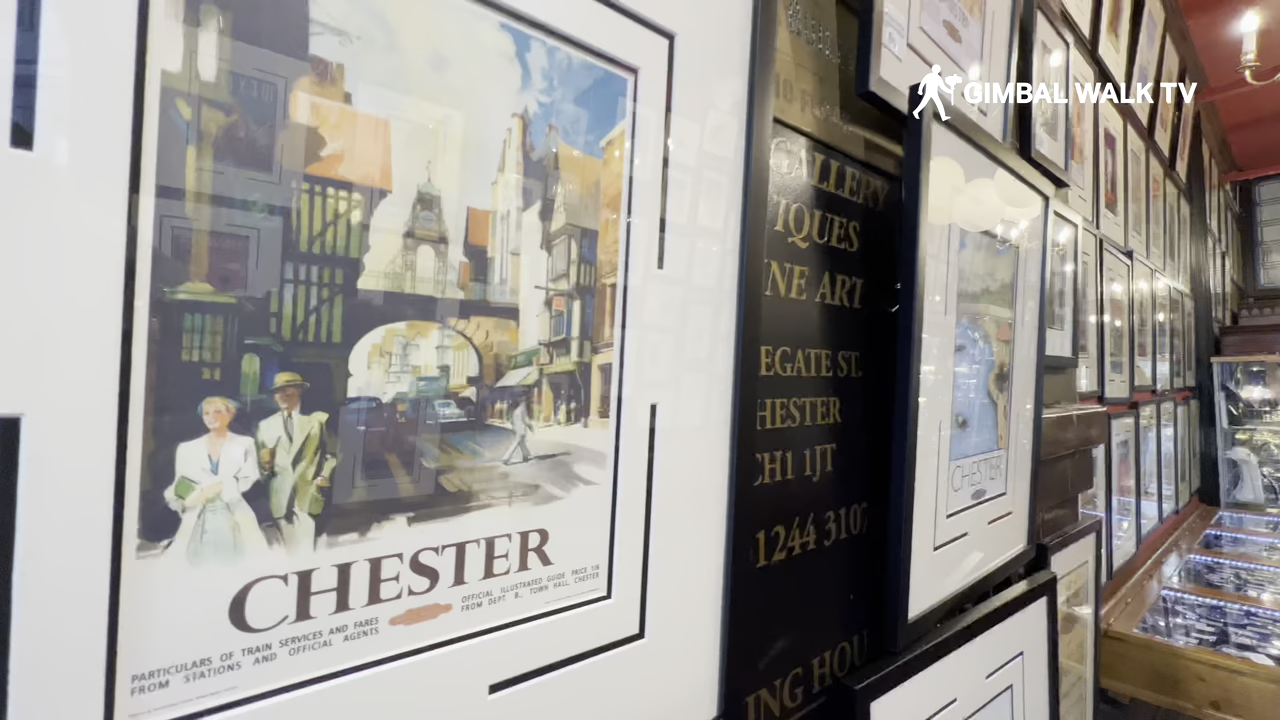 GIMBAL WALK TV
CHESTER
PARTICULARS OF TRAIN SERVICES AND FARES
FROM STATIONS AND OFFICIAL AGENTS
OFFICIAL ILLUSTRATED GUIDE PRICE 1/6
FROM DEPT. B., TOWN HALL, CHESTER
GALLERY
IQUES
NE ART
EGATE ST.
HESTER
CH1 1JT
1244 310
ING HOU
CHESTER